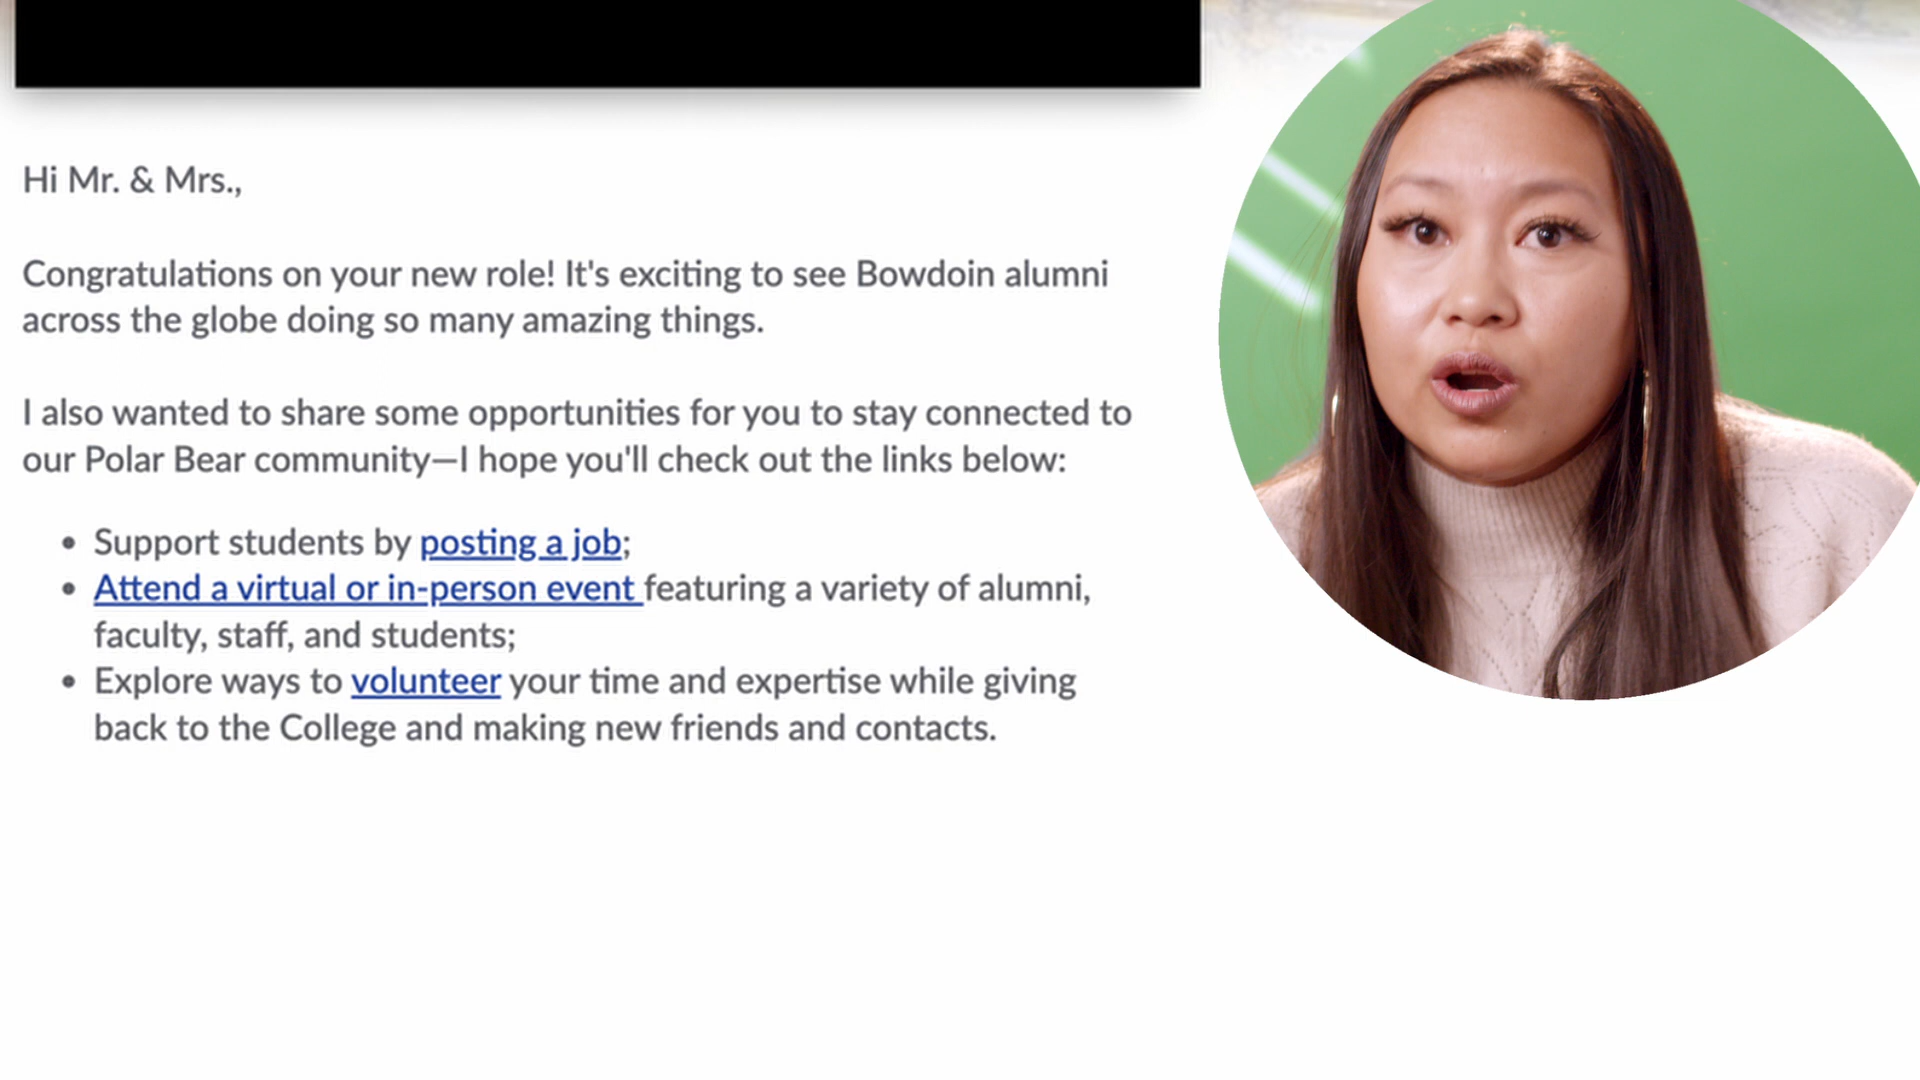 Hi Mr. & Mrs.,
Congratulations on your new role! It's exciting to see Bowdoin alumni
across the globe doing so many amazing things.
I also wanted to share some opportunities for you to stay connected to
our Polar Bear community—I hope you'll check out the links below:
• Support students by posting a job;
• Attend a virtual or in-person event featuring a variety of alumni,
faculty, staff, and students;
• Explore ways to volunteer your time and expertise while giving
back to the College and making new friends and contacts.